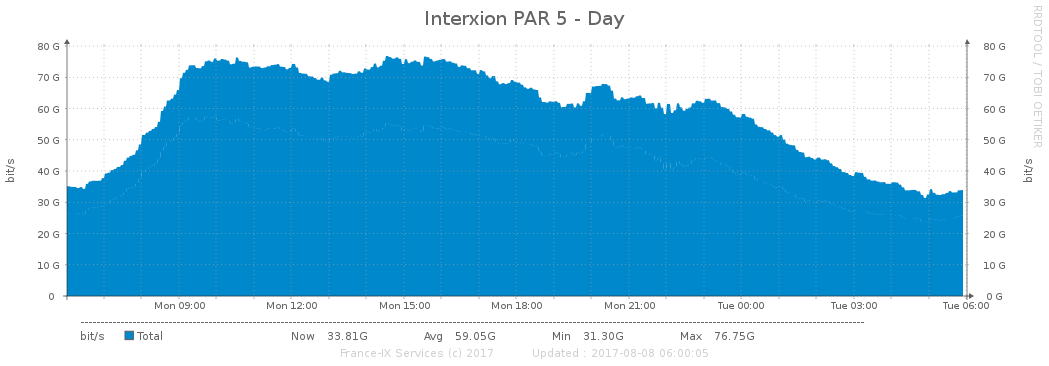 Interxion PAR 5 - Day
RRDTOOL / TOBI OETIKER
80 G 80 G
70 G 70 G
60 G 60 G
50 G 50 G
40 G 40 G
30 G 30 G
20 G 20 G
10 G 10 G
0 0 G
bit/s bit/s
Mon 09:00 Mon 12:00 Mon 15:00 Mon 18:00 Mon 21:00 Tue 00:00 Tue 03:00 Tue 06:00
bit/s Total Now 33.81G Avg 59.05G Min 31.30G Max 76.75G
France-IX Services (c) 2017 Updated : 2017-08-08 06:00:05